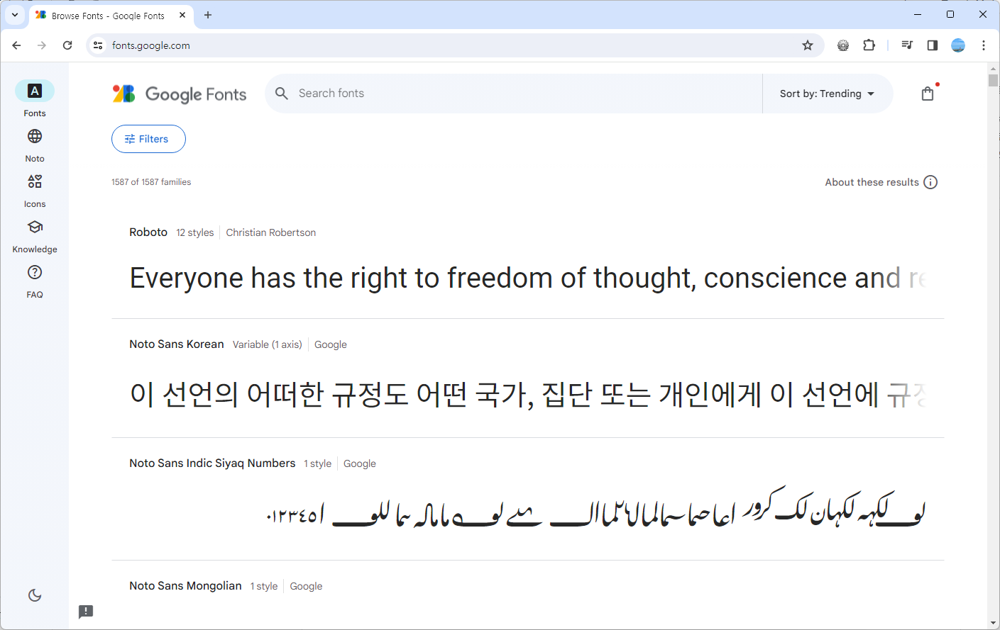 Browse Fonts - Google Fonts
fonts.google.com
Google Fonts
Search fonts
Sort by: Trending
A
Fonts
Noto
Icons
Knowledge
FAQ
Filters
1587 of 1587 families
About these results
Roboto 12 styles Christian Robertson
Everyone has the right to freedom of thought, conscience and re
Noto Sans Korean Variable (1 axis) Google
이 선언의 어떠한 규정도 어떤 국가, 집단 또는 개인에게 이 선언에 규정
Noto Sans Indic Siyaq Numbers 1 style Google
Noto Sans Mongolian 1 style Google